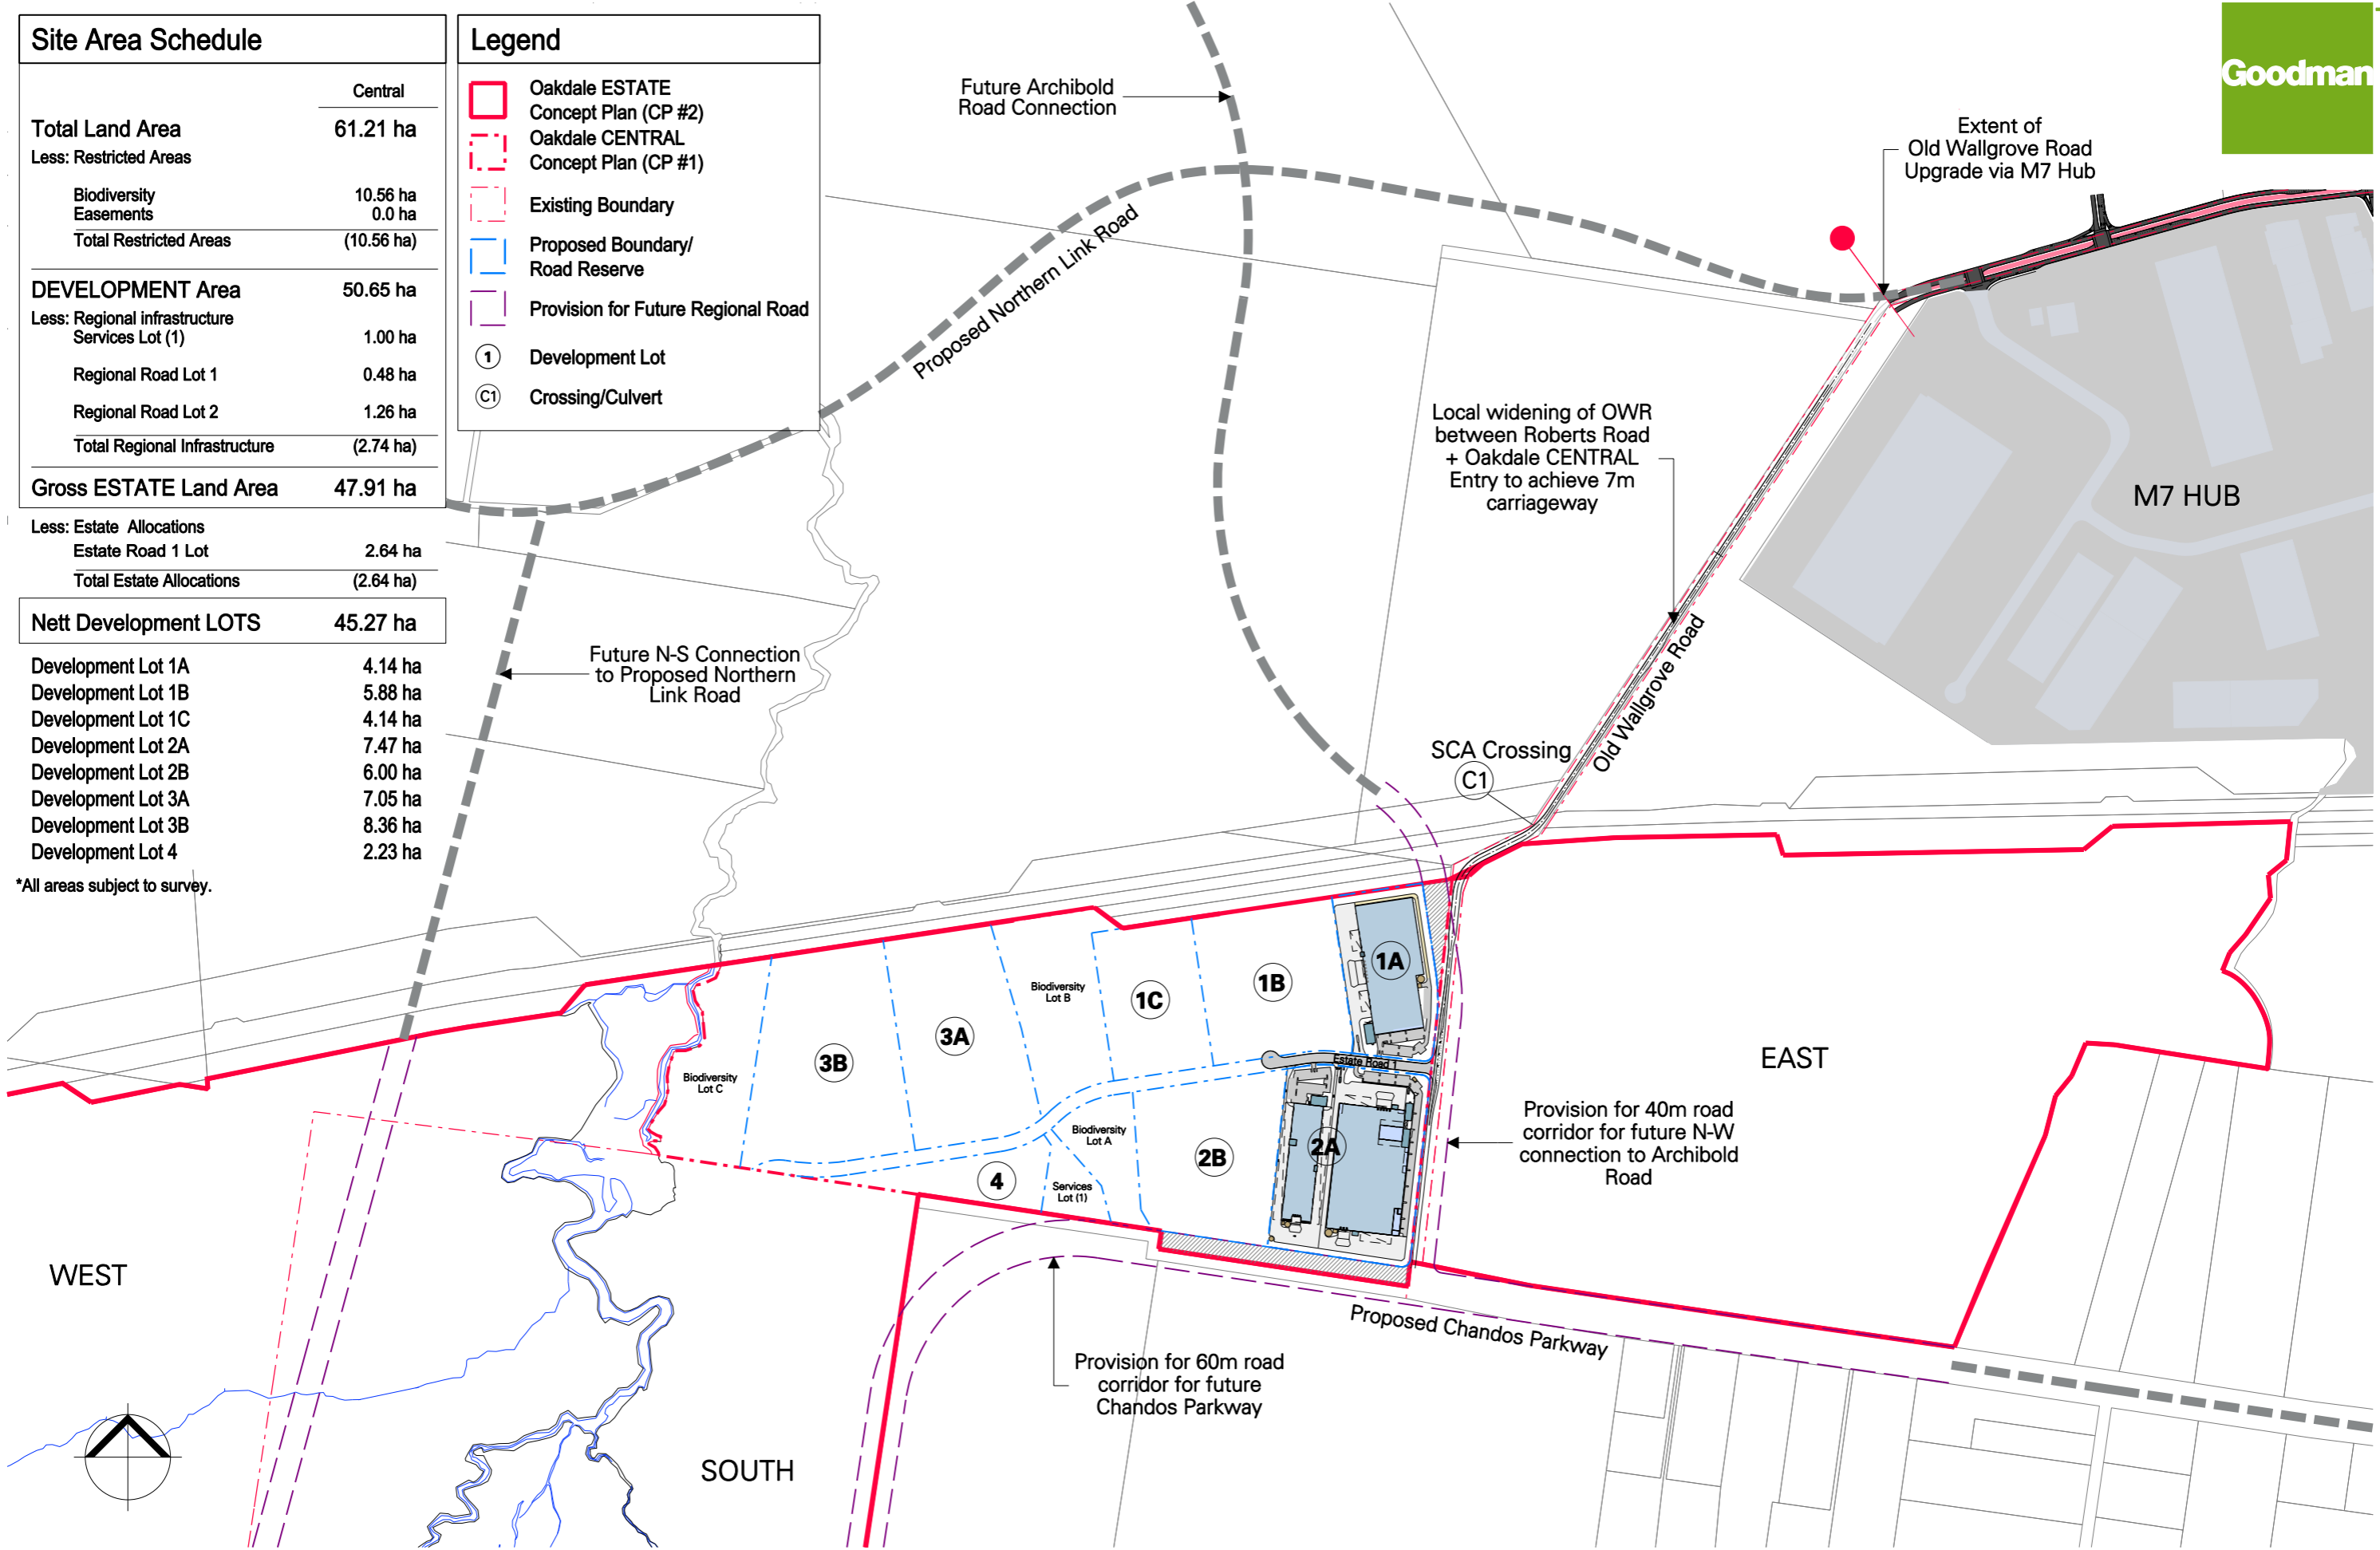 Site Area Schedule
Central
Total Land Area 61.21 ha
Less: Restricted Areas
Biodiversity 10.56 ha
Easements 0.0 ha
Total Restricted Areas (10.56 ha)
DEVELOPMENT Area 50.65 ha
Less: Regional infrastructure
Services Lot (1) 1.00 ha
Regional Road Lot 1 0.48 ha
Regional Road Lot 2 1.26 ha
Total Regional Infrastructure (2.74 ha)
Gross ESTATE Land Area 47.91 ha
Less: Estate Allocations
Estate Road 1 Lot 2.64 ha
Total Estate Allocations (2.64 ha)
Nett Development LOTS 45.27 ha
Development Lot 1A 4.14 ha
Development Lot 1B 5.88 ha
Development Lot 1C 4.14 ha
Development Lot 2A 7.47 ha
Development Lot 2B 6.00 ha
Development Lot 3A 7.05 ha
Development Lot 3B 8.36 ha
Development Lot 4 2.23 ha
*All areas subject to survey.
Legend
Oakdale ESTATE
Concept Plan (CP #2)
Oakdale CENTRAL
Concept Plan (CP #1)
Existing Boundary
Proposed Boundary/
Road Reserve
Provision for Future Regional Road
1 Development Lot
C1 Crossing/Culvert
Goodman
Future Archibold
Road Connection
Extent of
Old Wallgrove Road
Upgrade via M7 Hub
Proposed Northern Link Road
Local widening of OWR
between Roberts Road
+ Oakdale CENTRAL
Entry to achieve 7m
carriageway
M7 HUB
Future N-S Connection
to Proposed Northern
Link Road
Old Wallgrove Road
SCA Crossing
C1
1A
1B
1C
Biodiversity
Lot B
3A
3B
Biodiversity
Lot C
Estate Road 1
EAST
Biodiversity
Lot A
2A
2B
4
Services
Lot (1)
Provision for 40m road
corridor for future N-W
connection to Archibold
Road
WEST
Proposed Chandos Parkway
Provision for 60m road
corridor for future
Chandos Parkway
SOUTH